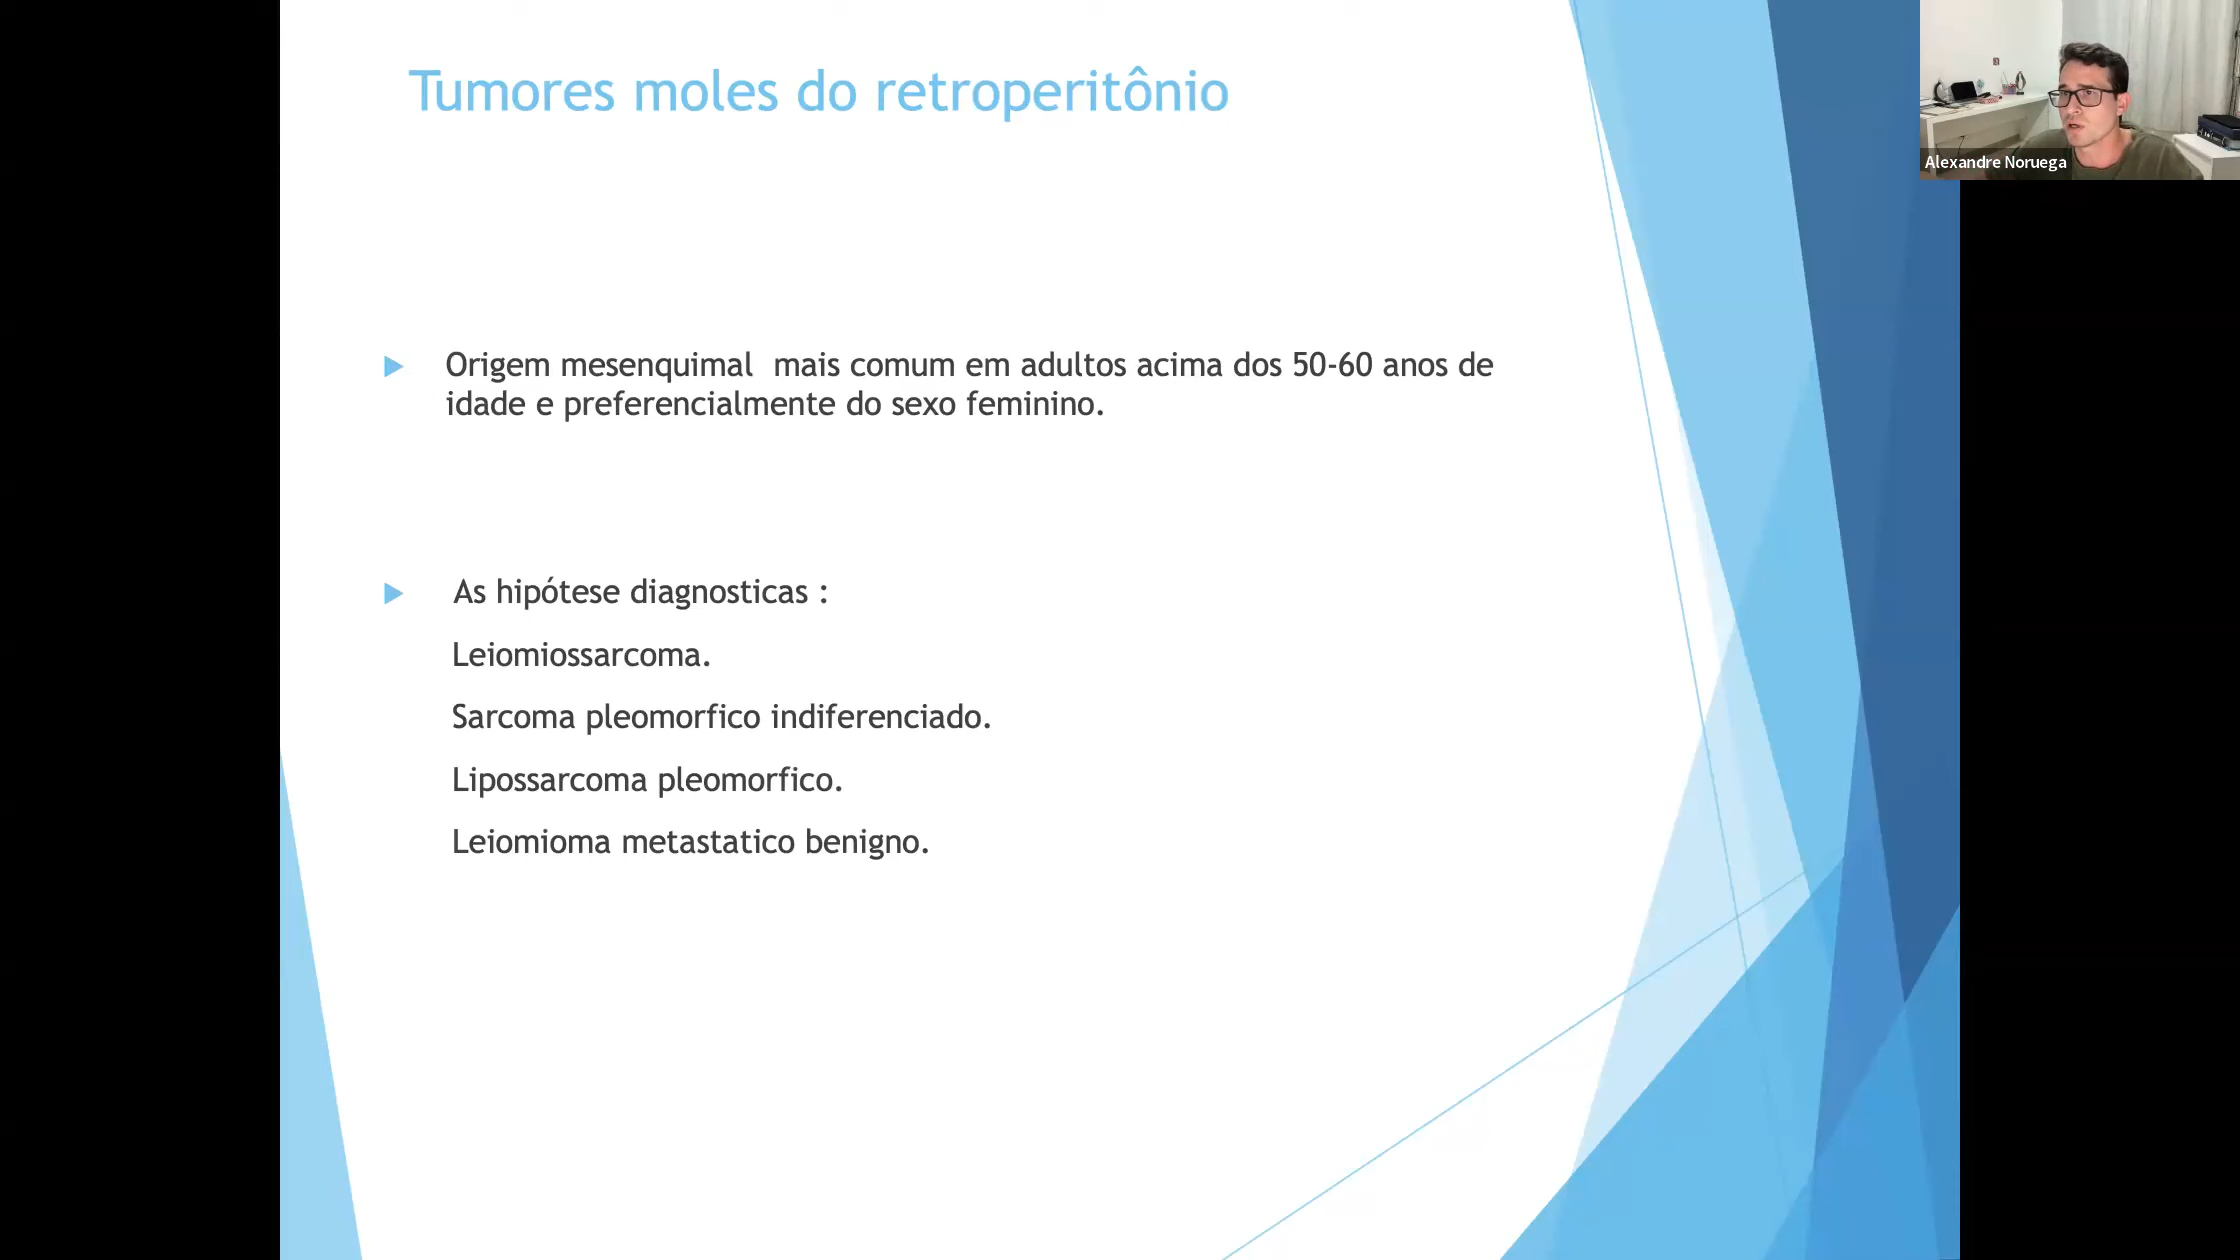 Tumores moles do retroperitônio
Alexandre Noruega
Origem mesenquimal  mais comum em adultos acima dos 50-60 anos de
idade e preferencialmente do sexo feminino.
As hipótese diagnosticas :
Leiomiossarcoma.
Sarcoma pleomorfico indiferenciado.
Lipossarcoma pleomorfico.
Leiomioma metastatico benigno.